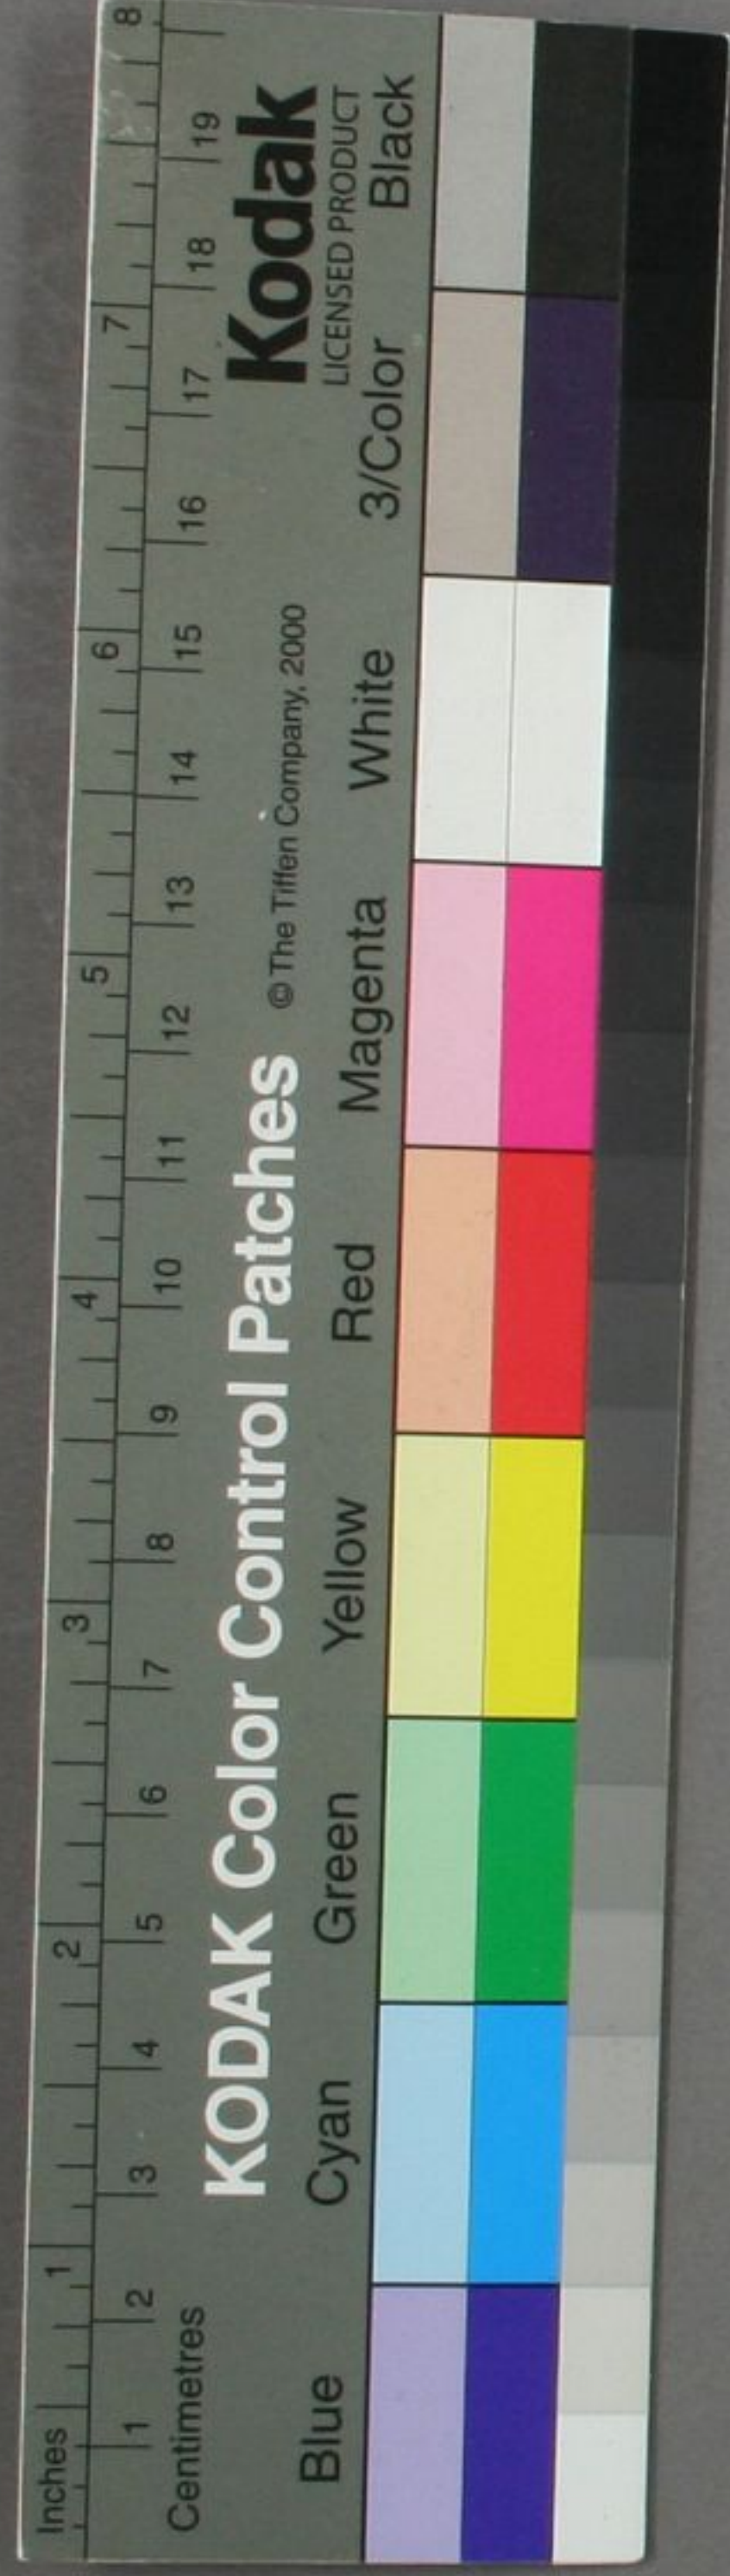 Inches 1 2 3 4 5 6 7 8
1 2 3 4 5 6 7 8 9 10 11 12 13 14 15 16 17 18 19
Centimetres
KODAK Color Control Patches © The Tiffen Company, 2000 Kodak
LICENSED PRODUCT
Blue Cyan Green Yellow Red Magenta White 3/Color Black